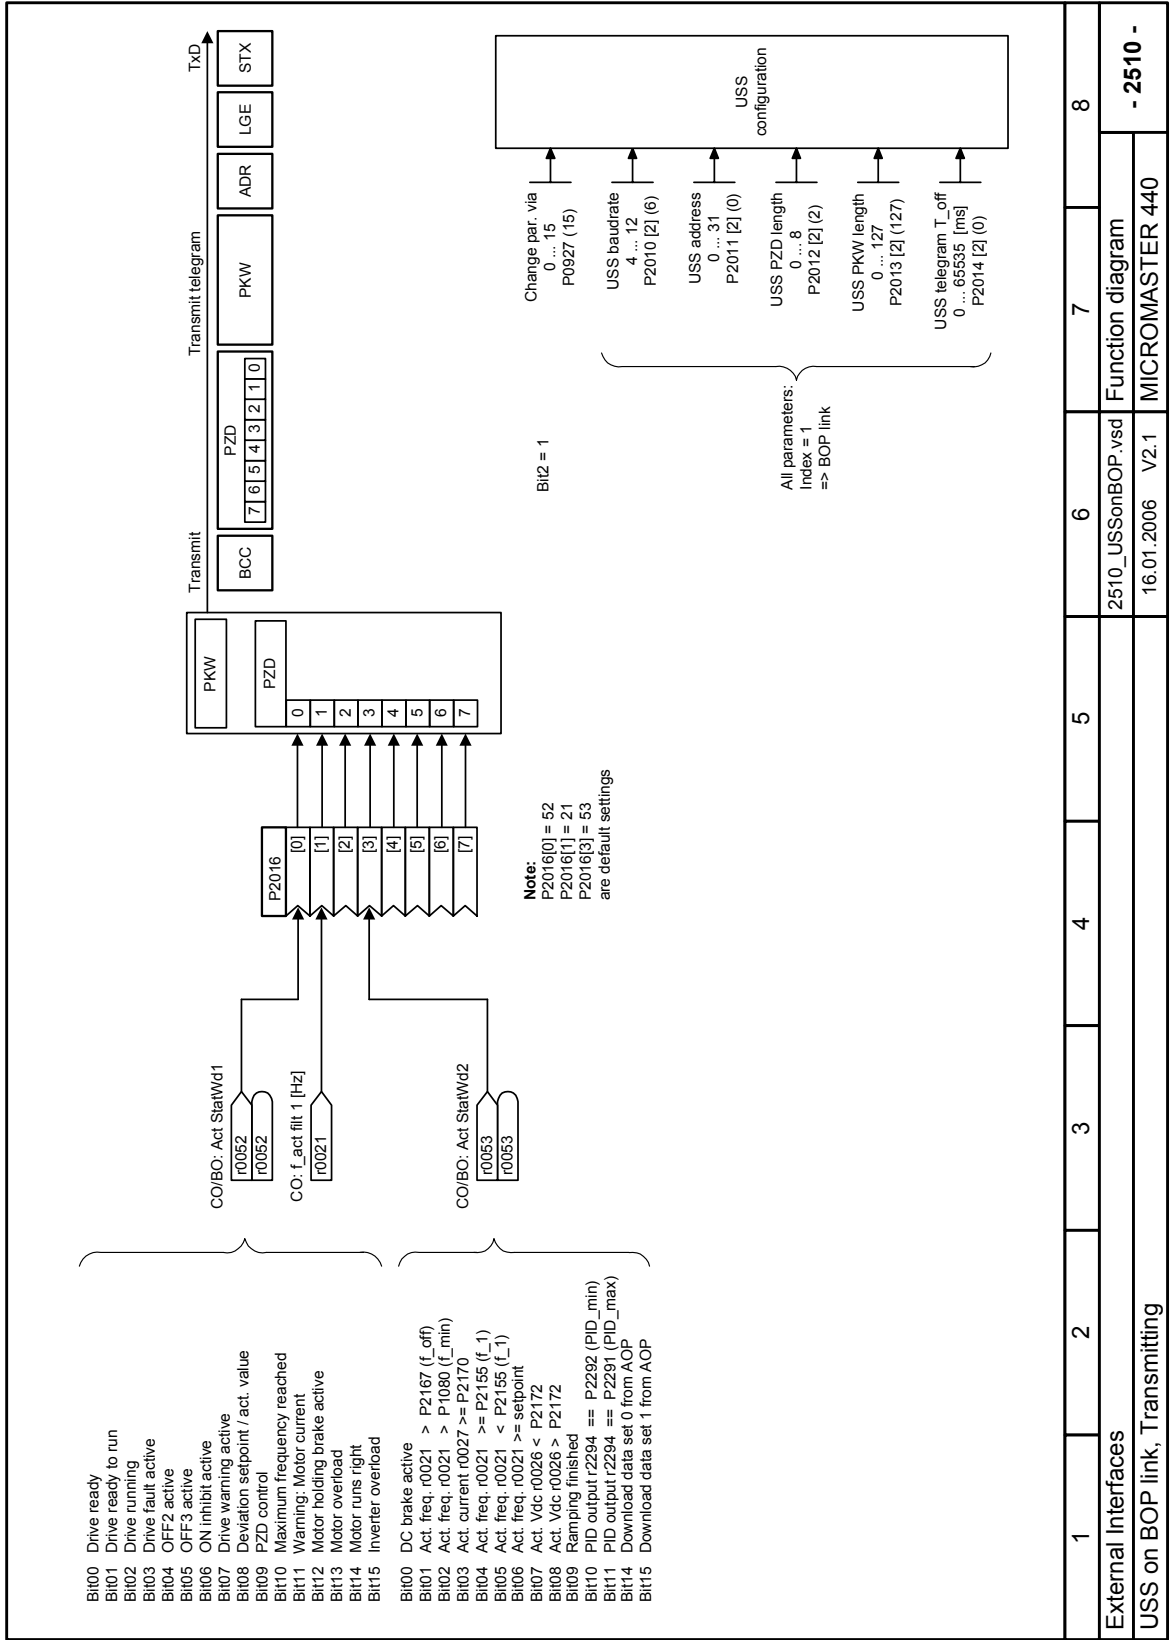 Bit00 Drive ready
Bit01 Drive ready to run
Bit02 Drive running
Bit03 Drive fault active
Bit04 OFF2 active
Bit05 OFF3 active
Bit06 ON inhibit active
Bit07 Drive warning active
Bit08 Deviation setpoint / act. value
Bit09 PZD control
Bit10 Maximum frequency reached
Bit11 Warning: Motor current
Bit12 Motor holding brake active
Bit13 Motor overload
Bit14 Motor runs right
Bit15 Inverter overload
Bit00 DC brake active
Bit01 Act. freq. r0021 > P2167 (f_off)
Bit02 Act. freq. r0021 > P1080 (f_min)
Bit03 Act. current r0027 >= P2170
Bit04 Act. freq. r0021 >= P2155 (f_1)
Bit05 Act. freq. r0021 < P2155 (f_1)
Bit06 Act. freq. r0021 >= setpoint
Bit07 Act. Vdc r0026 < P2172
Bit08 Act. Vdc r0026 > P2172
Bit09 Ramping finished
Bit10 PID output r2294 == P2292 (PID_min)
Bit11 PID output r2294 == P2291 (PID_max)
Bit14 Download data set 0 from AOP
Bit15 Download data set 1 from AOP
CO/BO: Act StatWd1
r0052
r0052
CO: f_act filt 1 [Hz]
r0021
CO/BO: Act StatWd2
r0053
r0053
P2016
[0]
[1]
[2]
[3]
[4]
[5]
[6]
[7]
Note:
P2016[0] = 52
P2016[1] = 21
P2016[3] = 53
are default settings
PKW
PZD
0
1
2
3
4
5
6
7
Transmit
Transmit telegram
TxD
BCC
PZD
7 6 5 4 3 2 1 0
PKW
ADR
LGE
STX
Bit2 = 1
All parameters:
Index = 1
=> BOP link
Change par. via
0 ... 15
P0927 (15)
USS baudrate
4 ... 12
P2010 [2] (6)
USS address
0 ... 31
P2011 [2] (0)
USS PZD length
0 ... 8
P2012 [2] (2)
USS PKW length
0 ... 127
P2013 [2] (127)
USS telegram T_off
0 ... 65535 [ms]
P2014 [2] (0)
USS
configuration
1 2 3 4 5 6 7 8
External Interfaces
2510_USSonBOP.vsd
Function diagram
- 2510 -
USS on BOP link, Transmitting
16.01.2006 V2.1
MICROMASTER 440